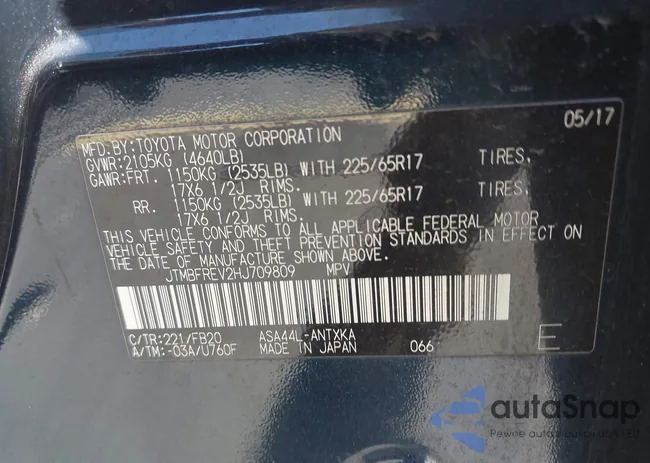 05/17
MFD.BY:TOYOTA MOTOR CORPORATION
GVWR:2105KG (4640LB)
GAWR:FRT. 1150KG (2535LB) WITH 225/65R17 TIRES,
17X6 1/2J RIMS.
RR. 1150KG (2535LB) WITH 225/65R17 TIRES,
17X6 1/2J RIMS.
THIS VEHICLE CONFORMS TO ALL APPLICABLE FEDERAL MOTOR
VEHICLE SAFETY AND THEFT PREVENTION STANDARDS IN EFFECT ON
THE DATE OF MANUFACTURE SHOWN ABOVE.
JTMBFREV2HJ709809 MPV
C/TR:221/FB20 ASA44L-ANTXKA
A/TM:-03A/U760F MADE IN JAPAN 066 E
autoSnap
Pewne auto